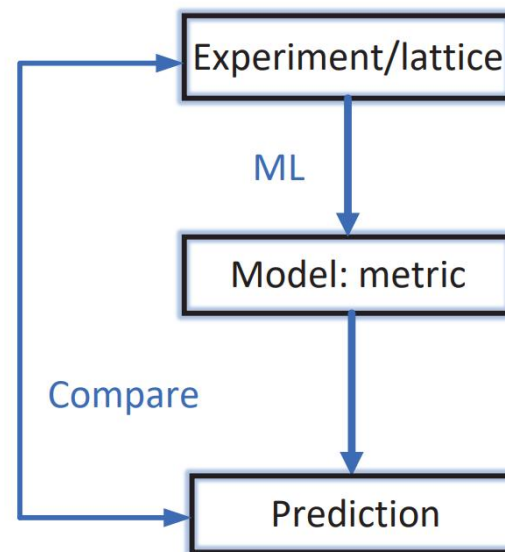 Experiment/lattice
ML
Model: metric
Compare
Prediction